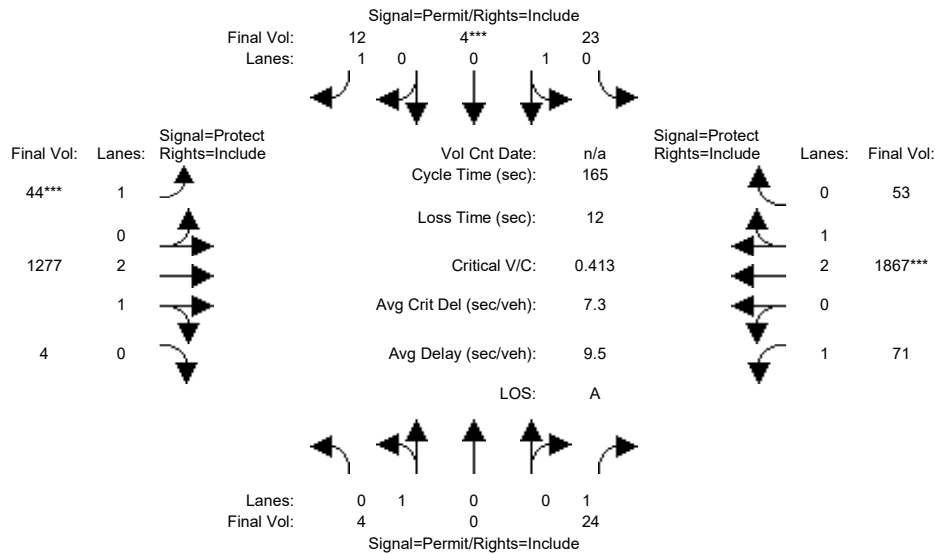 Signal=Permit/Rights=Include
Final Vol: 12 4*** 23
Lanes: 1 0 0 1 0
Signal=Protect Signal=Protect
Final Vol: Lanes: Rights=Include Vol Cnt Date: n/a Rights=Include Lanes: Final Vol:
Cycle Time (sec): 165
44*** 1 0 53
Loss Time (sec): 12
0 1
1277 2 Critical V/C: 0.413 2 1867***
1 Avg Crit Del (sec/veh): 7.3 0
4 0 Avg Delay (sec/veh): 9.5 1 71
LOS: A
Lanes: 0 1 0 0 1
Final Vol: 4 0 24
Signal=Permit/Rights=Include